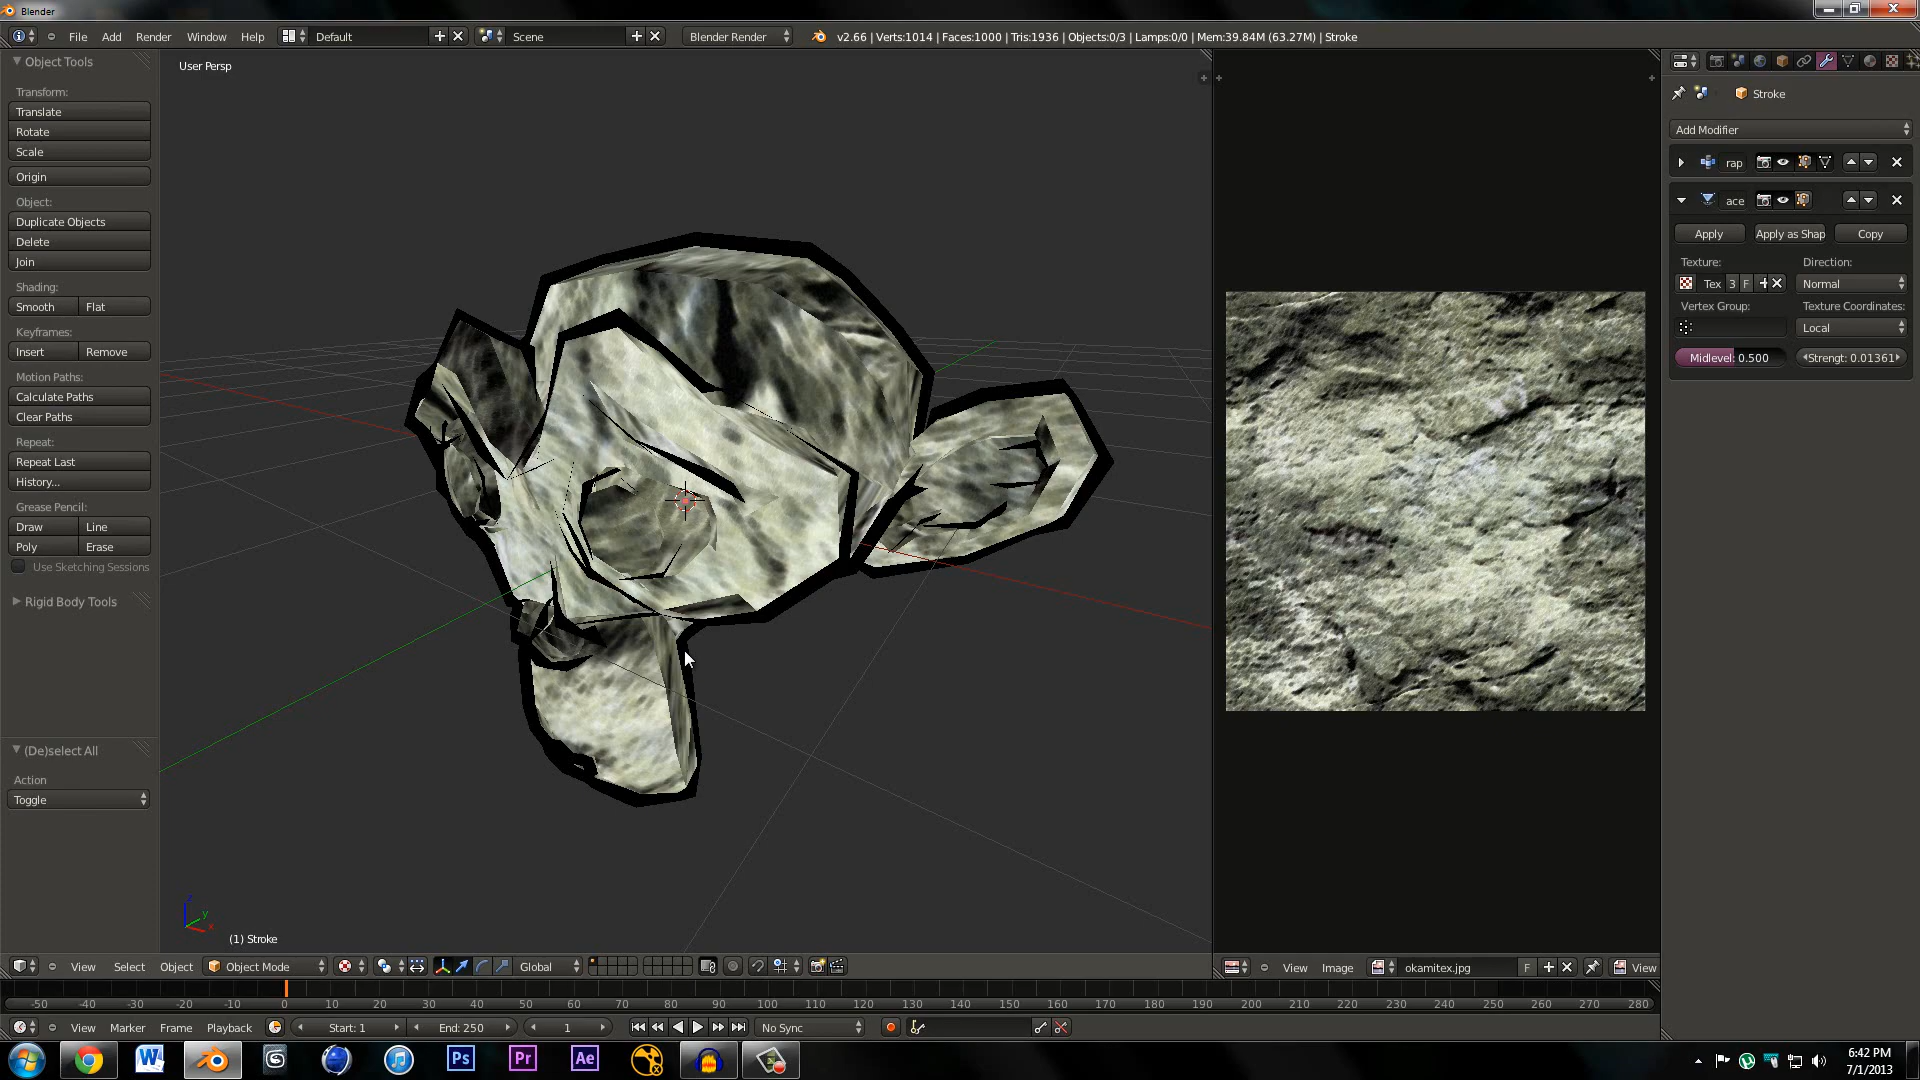 Blender
File Add Render Window Help Default Scene Blender Render v2.66 | Verts:1014 | Faces:1000 | Tris:1936 | Objects:0/3 | Lamps:0/0 | Mem:39.84M (63.27M) | Stroke
Object Tools
Transform:
Translate
Rotate
Scale
Origin
Object:
Duplicate Objects
Delete
Join
Shading:
Smooth Flat
Keyframes:
Insert Remove
Motion Paths:
Calculate Paths
Clear Paths
Repeat:
Repeat Last
History...
Grease Pencil:
Draw Line
Poly Erase
Use Sketching Sessions
Rigid Body Tools
(De)select All
Action
Toggle
User Persp
z
y
x
(1) Stroke
Stroke
Add Modifier
rap
ace
Apply Apply as Shap Copy
Texture: Direction:
Tex 3 F Normal
Vertex Group: Texture Coordinates:
Local
Midlevel: 0.500 Strengt: 0.01361
View Select Object Object Mode Global
View Image okamitex.jpg F View
-50 -40 -30 -20 -10 0 10 20 30 40 50 60 70 80 90 100 110 120 130 140 150 160 170 180 190 200 210 220 230 240 250 260 270 280
View Marker Frame Playback Start: 1 End: 250 1 No Sync
W Ps Pr Ae
6:42 PM
7/1/2013